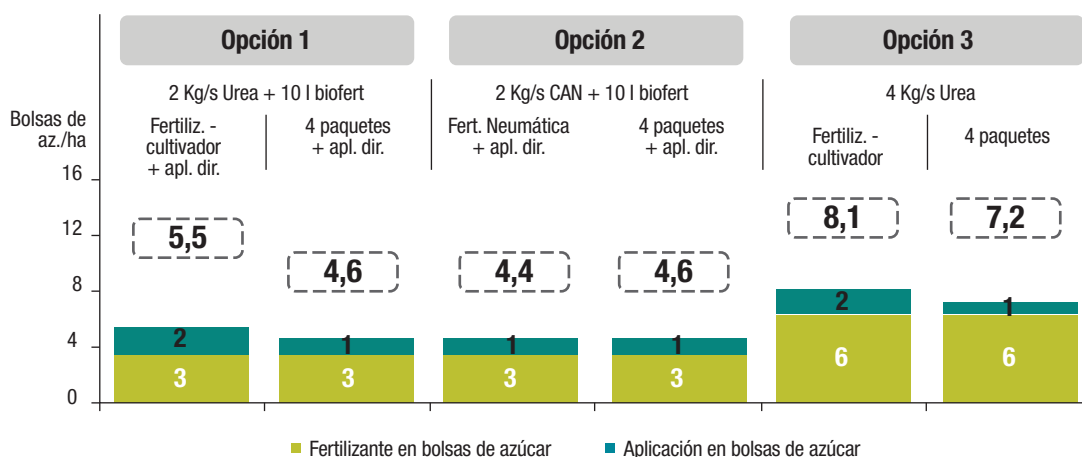 Opción 1
Opción 2
Opción 3
2 Kg/s Urea + 10 l biofert
2 Kg/s CAN + 10 l biofert
4 Kg/s Urea
Bolsas de
az./ha
Fertiliz. -
cultivador
+ apl. dir.
4 paquetes
+ apl. dir.
Fert. Neumática
+ apl. dir.
4 paquetes
+ apl. dir.
Fertiliz. -
cultivador
4 paquetes
16
12
8
4
0
5,5
4,6
4,4
4,6
8,1
7,2
2
1
1
1
2
1
3
3
3
3
6
6
Fertilizante en bolsas de azúcar
Aplicación en bolsas de azúcar